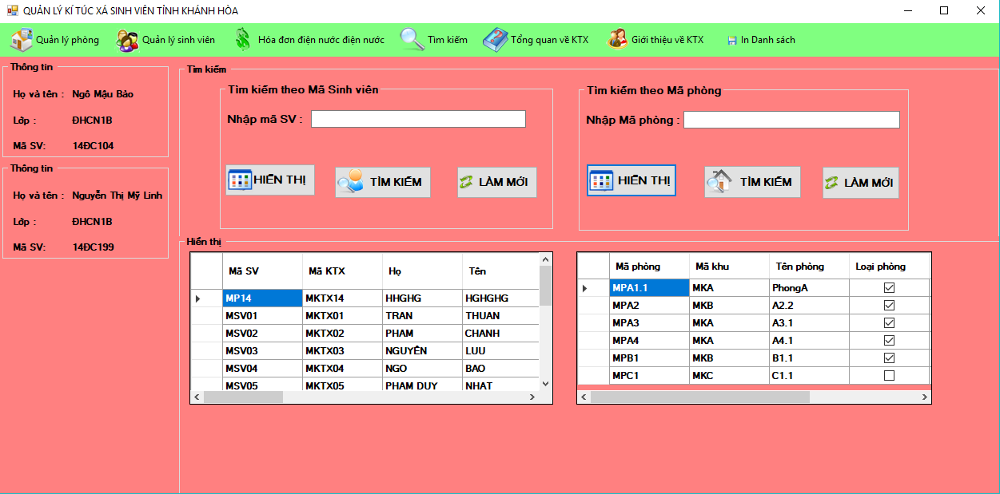 QUẢN LÝ KÍ TÚC XÁ SINH VIÊN TỈNH KHÁNH HÒA
Quản lý phòng Quản lý sinh viên Hóa đơn điện nước điện nước Tìm kiếm Tổng quan về KTX Giới thiệu về KTX In Danh sách
Thông tin
Họ và tên : Ngô Mậu Bảo
Lớp : ĐHCN1B
Mã SV: 14ĐC104
Thông tin
Họ và tên : Nguyễn Thị Mỹ Linh
Lớp : ĐHCN1B
Mã SV: 14ĐC199
Tìm kiếm
Tìm kiếm theo Mã Sinh viên
Nhập mã SV :
HIỂN THỊ TÌM KIẾM LÀM MỚI
Tìm kiếm theo Mã phòng
Nhập Mã phòng :
HIỂN THỊ TÌM KIẾM LÀM MỚI
Hiển thị
Mã SV Mã KTX Họ Tên
MP14 MKTX14 HHGHG HGHGHG
MSV01 MKTX01 TRAN THUAN
MSV02 MKTX02 PHAM CHANH
MSV03 MKTX03 NGUYÊN LUU
MSV04 MKTX04 NGO BAO
MSV05 MKTX05 PHAM DUY NHAT
Mã phòng Mã khu Tên phòng Loại phòng
MPA1.1 MKA PhongA
MPA2 MKB A2.2
MPA3 MKA A3.1
MPA4 MKA A4.1
MPB1 MKB B1.1
MPC1 MKC C1.1